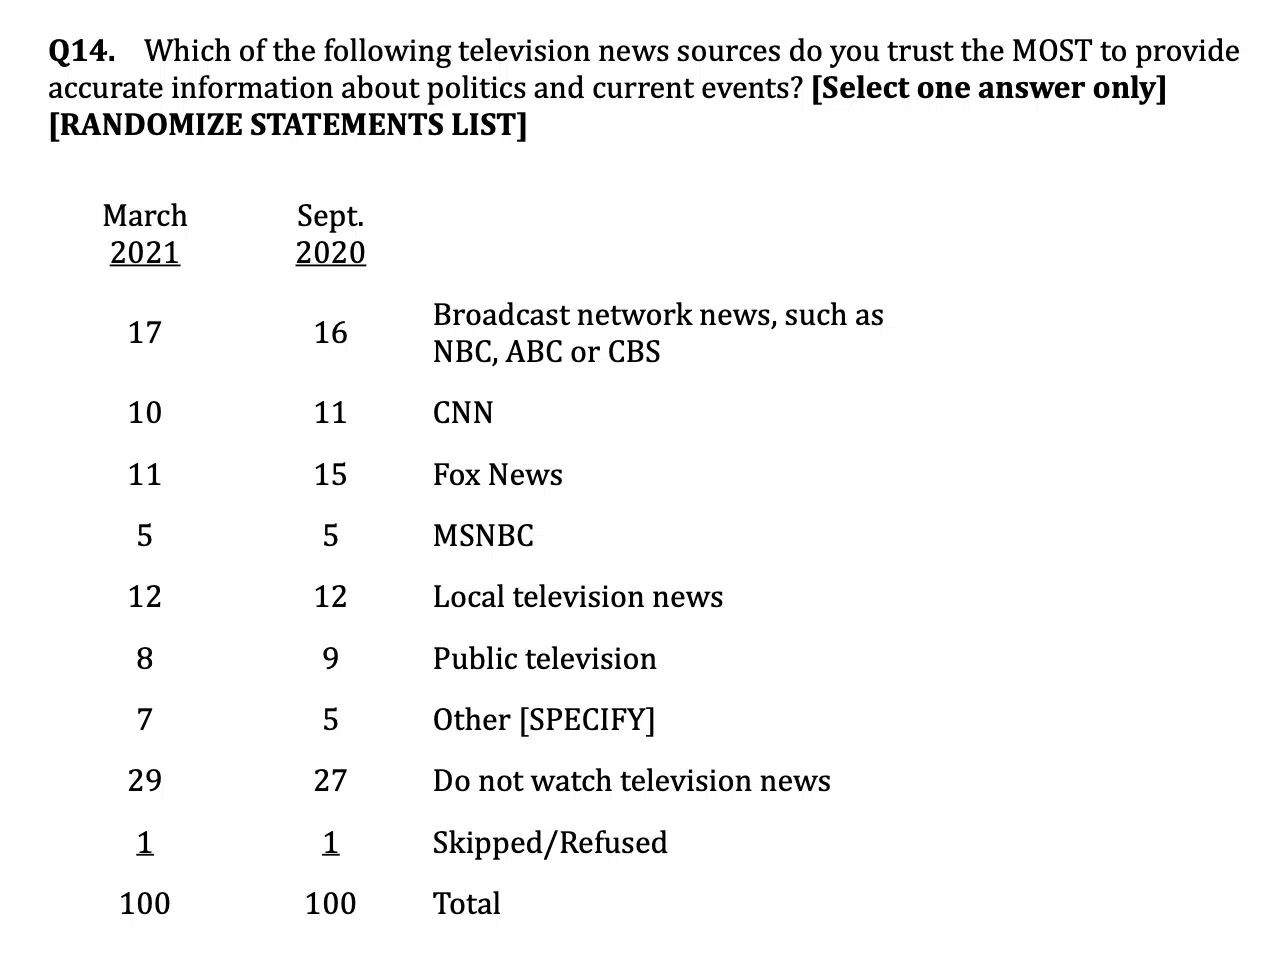 Q14. Which of the following television news sources do you trust the MOST to provide
accurate information about politics and current events? [Select one answer only]
[RANDOMIZE STATEMENTS LIST]
March Sept.
2021 2020
17 16 Broadcast network news, such as
NBC, ABC or CBS
10 11 CNN
11 15 Fox News
5 5 MSNBC
12 12 Local television news
8 9 Public television
7 5 Other [SPECIFY]
29 27 Do not watch television news
1 1 Skipped/Refused
100 100 Total